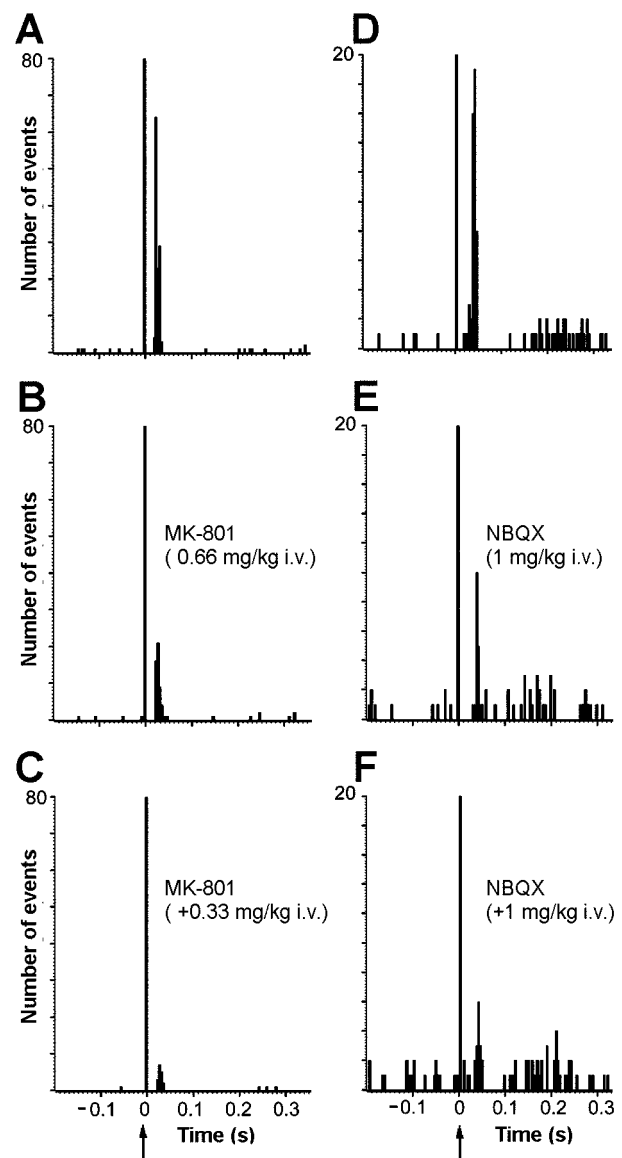 A
D
80
20
Number of events
B
E
80
20
Number of events
MK-801
( 0.66 mg/kg i.v.)
NBQX
(1 mg/kg i.v.)
C
F
80
20
Number of events
MK-801
( +0.33 mg/kg i.v.)
NBQX
(+1 mg/kg i.v.)
−0.1 0 0.1 0.2 0.3
−0.1 0 0.1 0.2 0.3
Time (s)
Time (s)